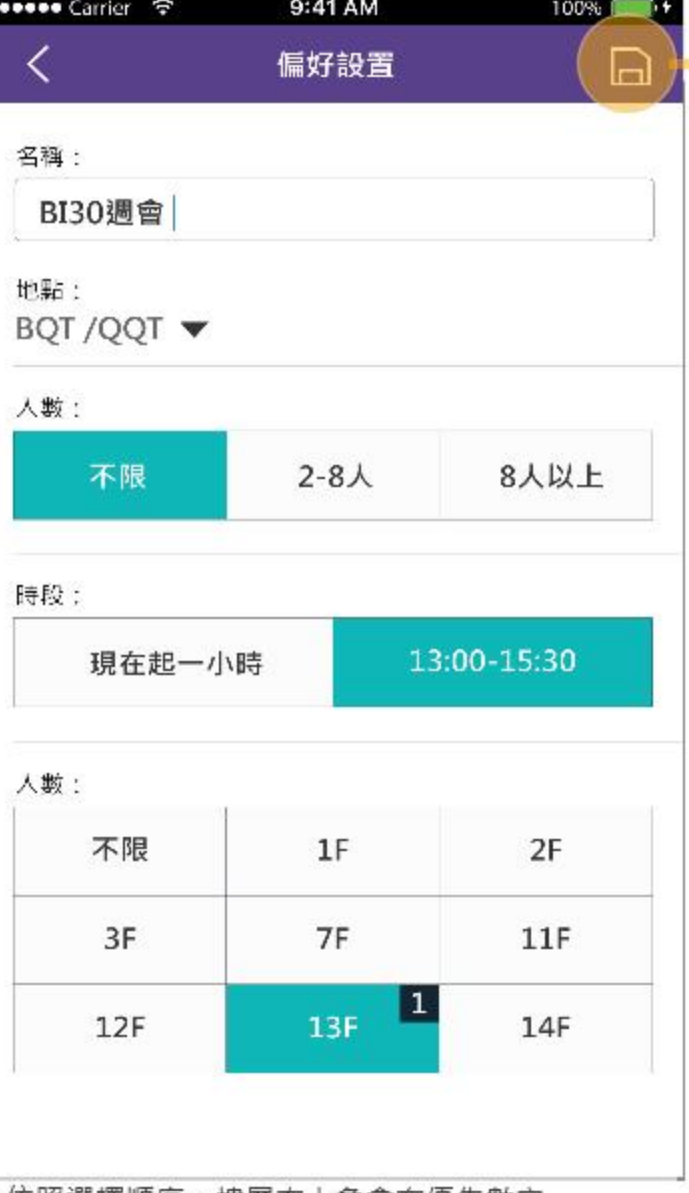 Carrier 9:41 AM 100%
偏好設置
名稱：
BI30週會
地點：
BQT /QQT
人數：
不限 2-8人 8人以上
時段：
現在起一小時 13:00-15:30
人數：
不限 1F 2F
3F 7F 11F
12F 13F 1 14F